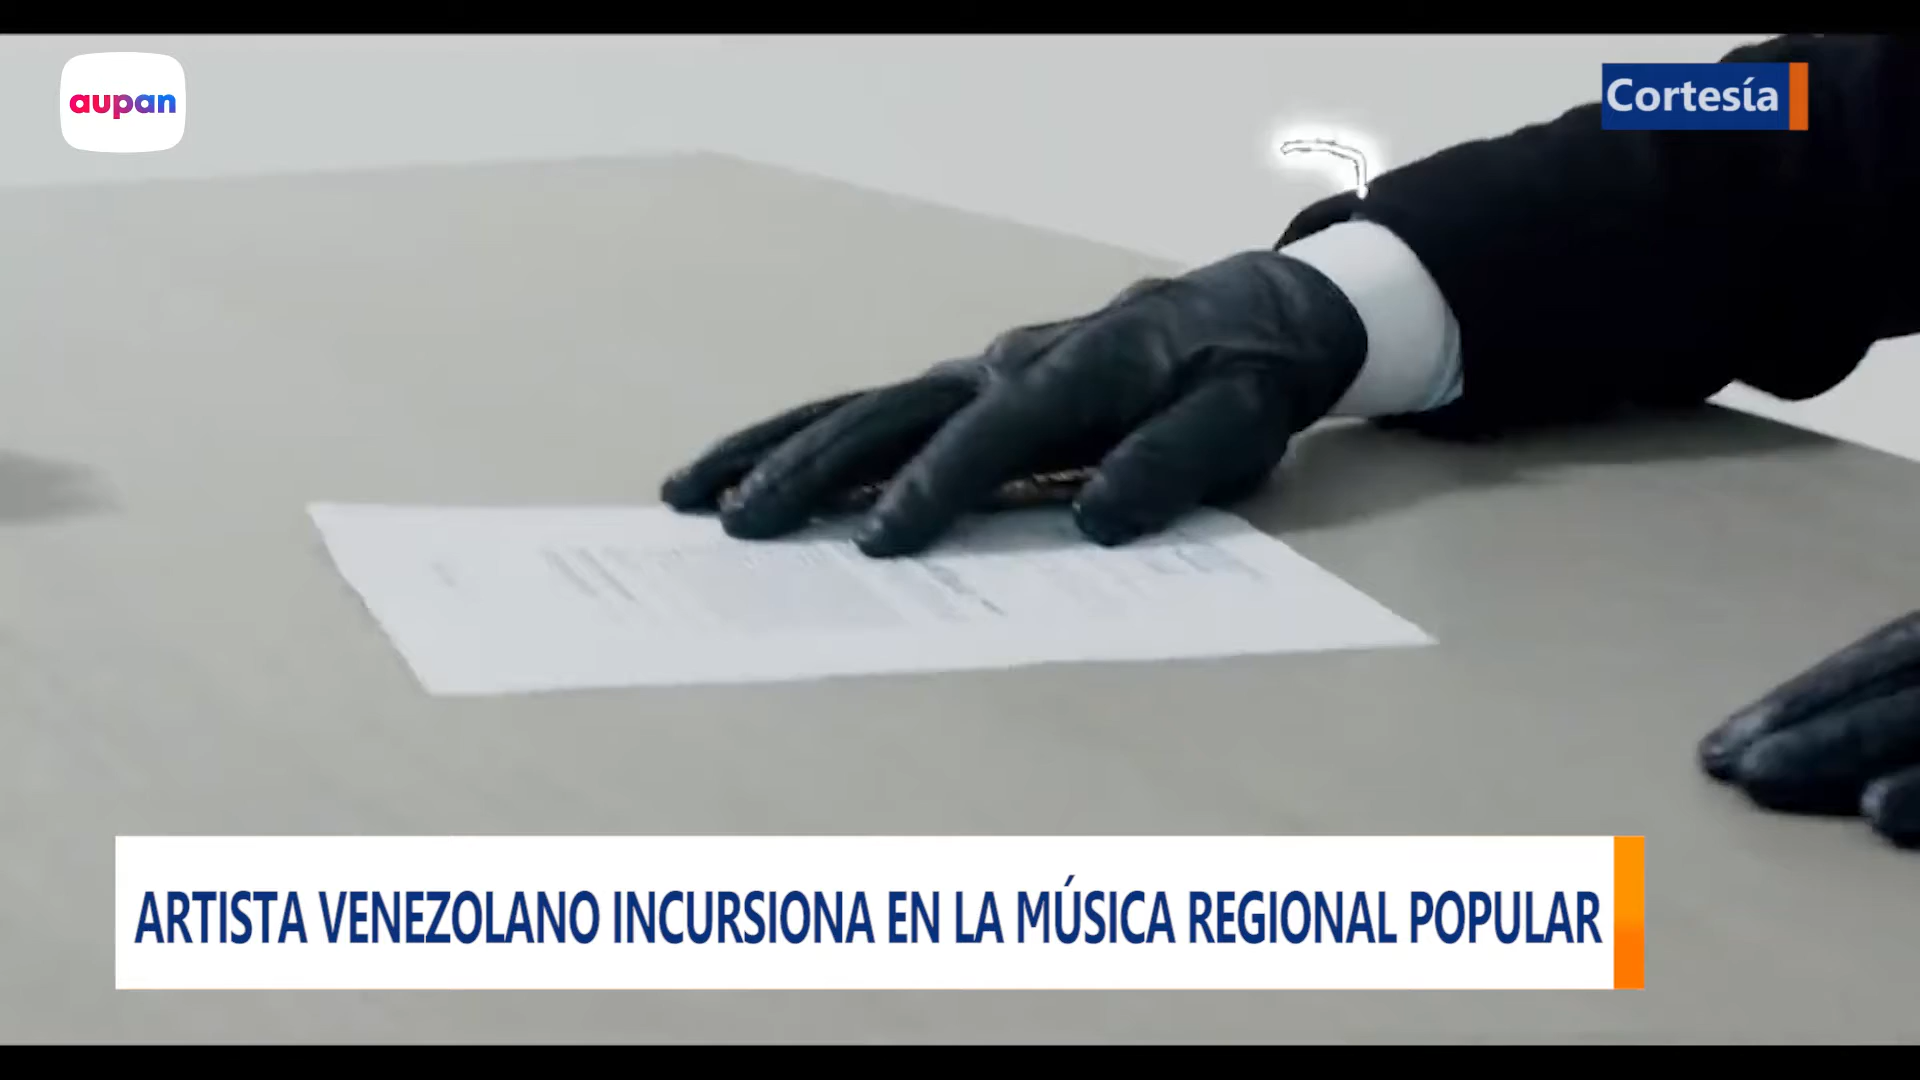 aupan
Cortesía
ARTISTA VENEZOLANO INCURSIONA EN LA MÚSICA REGIONAL POPULAR